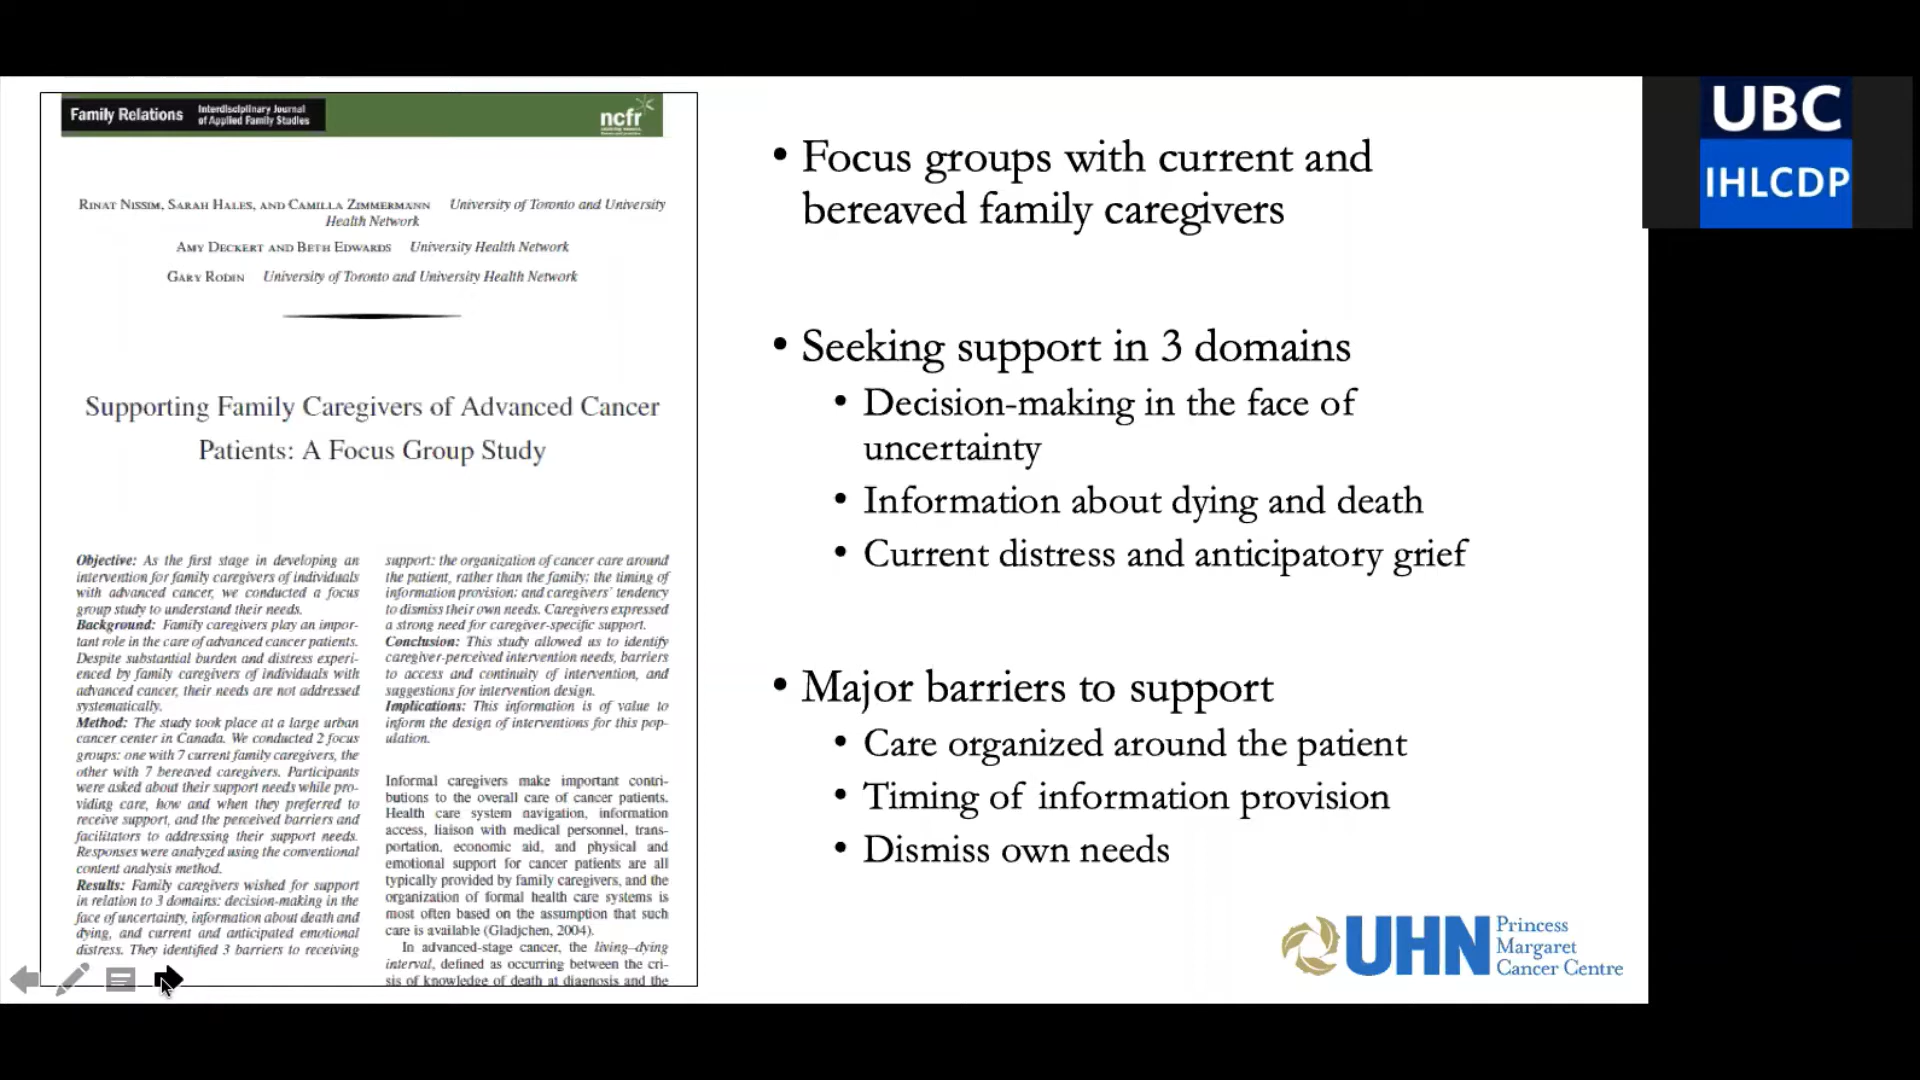 Family Relations
Interdisciplinary Journal
of Applied Family Studies
ncfr
RINAT NISSIM, SARAH HALES, AND CAMILLA ZIMMERMANN University of Toronto and University
Health Network
AMY DECKERT AND BETH EDWARDS University Health Network
GARY RODIN University of Toronto and University Health Network
Supporting Family Caregivers of Advanced Cancer
Patients: A Focus Group Study
Objective: As the first stage in developing an
intervention for family caregivers of individuals
with advanced cancer, we conducted a focus
group study to understand their needs.
Background: Family caregivers play an impor-
tant role in the care of advanced cancer patients.
Despite substantial burden and distress experi-
enced by family caregivers of individuals with
advanced cancer, their needs are not addressed
systematically.
Method: The study took place at a large urban
cancer center in Canada. We conducted 2 focus
groups: one with 7 current family caregivers, the
other with 7 bereaved caregivers. Participants
were asked about their support needs while pro-
viding care, how and when they preferred to
receive support, and the perceived barriers and
facilitators to addressing their support needs.
Responses were analyzed using the conventional
content analysis method.
Results: Family caregivers wished for support
in relation to 3 domains: decision-making in the
face of uncertainty, information about death and
dying, and current and anticipated emotional
distress. They identified 3 barriers to receiving
support: the organization of cancer care around
the patient, rather than the family; the timing of
information provision; and caregivers' tendency
to dismiss their own needs. Caregivers expressed
a strong need for caregiver-specific support.
Conclusion: This study allowed us to identify
caregiver-perceived intervention needs, barriers
to access and continuity of intervention, and
suggestions for intervention design.
Implications: This information is of value to
inform the design of interventions for this pop-
ulation.
Informal caregivers make important contri-
butions to the overall care of cancer patients.
Health care system navigation, information
access, liaison with medical personnel, trans-
portation, economic aid, and physical and
emotional support for cancer patients are all
typically provided by family caregivers, and the
organization of formal health care systems is
most often based on the assumption that such
care is available (Gladjchen, 2004).
In advanced-stage cancer, the living–dying
interval, defined as occurring between the cri-
sis of knowledge of death at diagnosis and the
• Focus groups with current and
bereaved family caregivers
• Seeking support in 3 domains
• Decision-making in the face of
uncertainty
• Information about dying and death
• Current distress and anticipatory grief
• Major barriers to support
• Care organized around the patient
• Timing of information provision
• Dismiss own needs
UHN
Princess
Margaret
Cancer Centre
UBC
IHLCDP